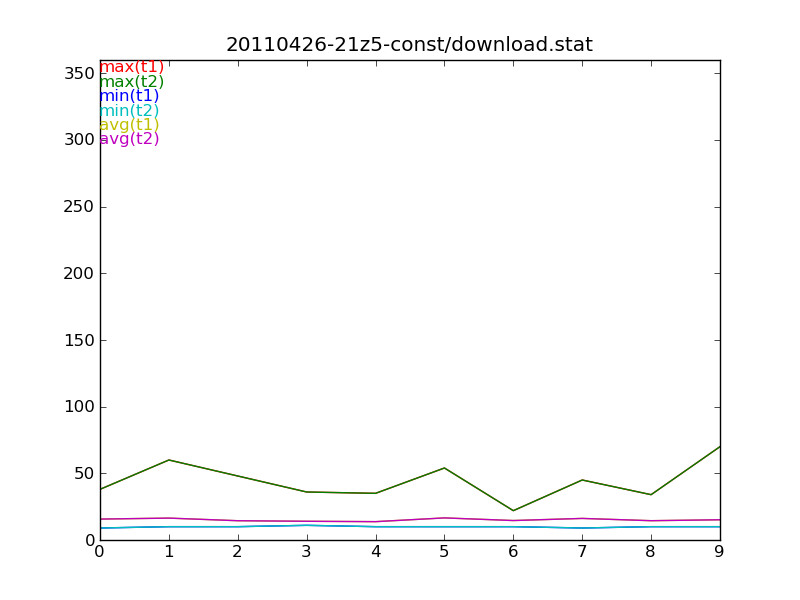 20110426-21z5-const/download.stat
350
max(t1)
max(t2)
min(t1)
min(t2)
avg(t1)
300
avg(t2)
250
200
150
100
50
0
0 1 2 3 4 5 6 7 8 9